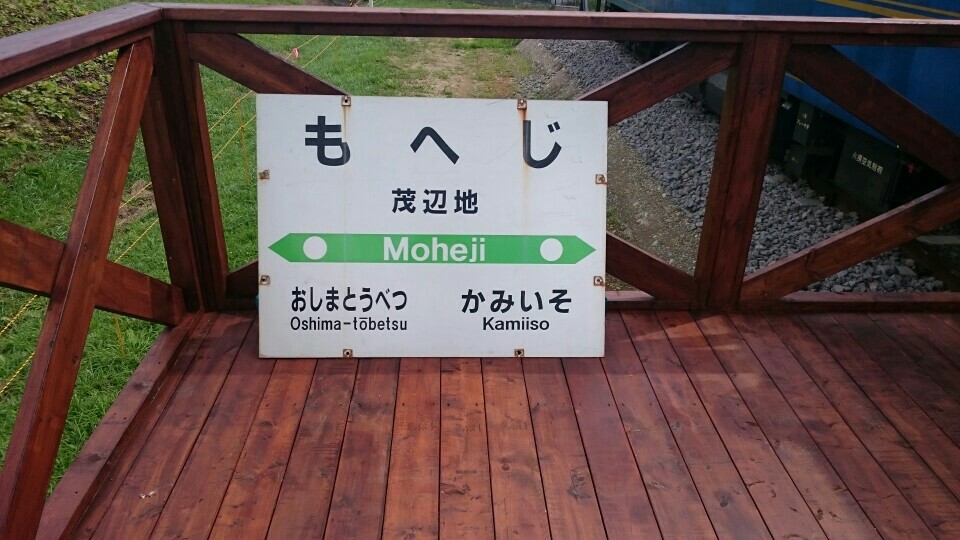 もへじ
茂辺地
Moheji
おしまとうべつ かみいそ
Oshima-tōbetsu Kamiiso